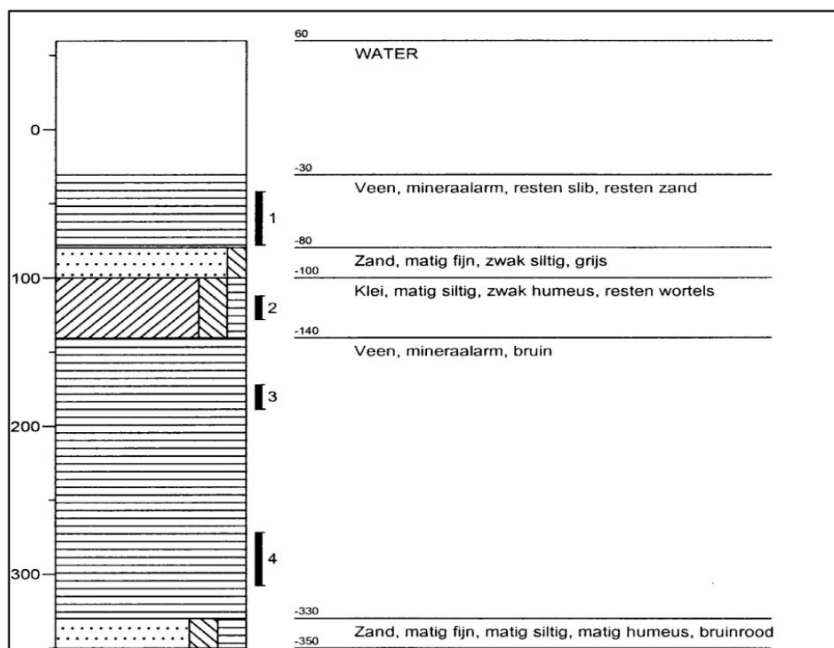 60
WATER
0
-30
Veen, mineraalarm, resten slib, resten zand
1
-80
Zand, matig fijn, zwak siltig, grijs
100
-100
Klei, matig siltig, zwak humeus, resten wortels
2
-140
Veen, mineraalarm, bruin
3
200
4
300
-330
Zand, matig fijn, matig siltig, matig humeus, bruinrood
-350